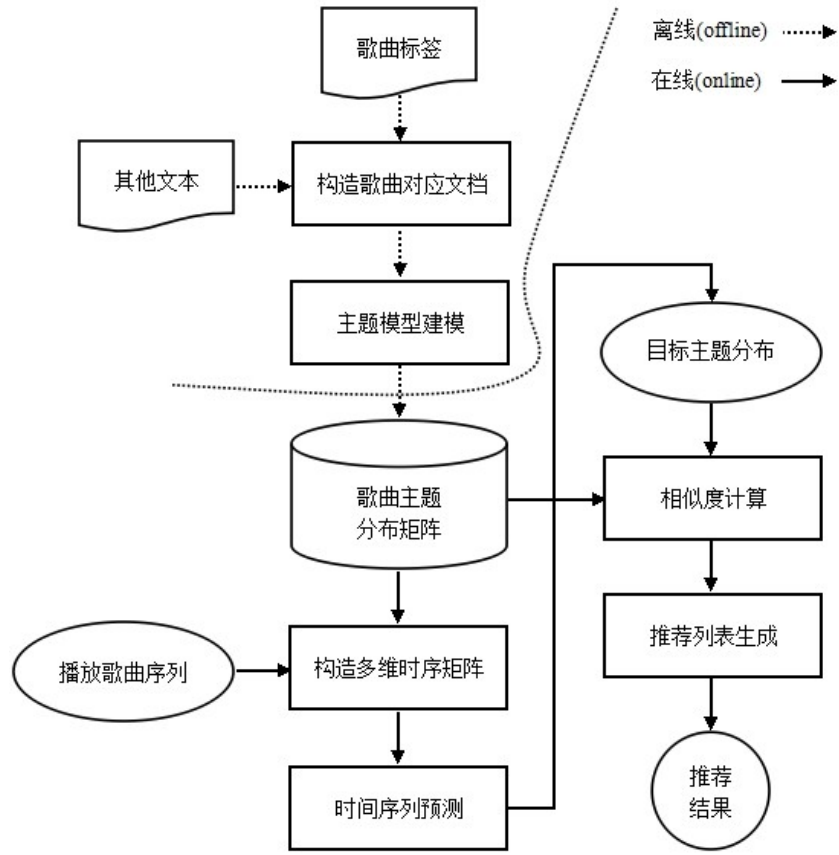 歌曲标签
离线(offline)
在线(online)
其他文本
构造歌曲对应文档
主题模型建模
目标主题分布
歌曲主题
分布矩阵
相似度计算
播放歌曲序列
构造多维时序矩阵
推荐列表生成
时间序列预测
推荐
结果